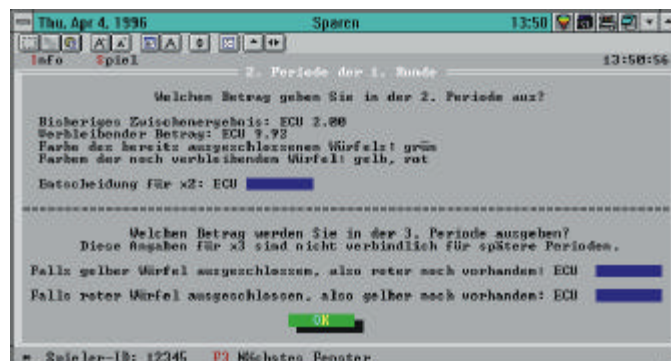 Thu, Apr 4, 1996 Sparen 13:50
Info Spiel 13:50:56
2. Periode der 1. Runde
Welchen Betrag geben Sie in der 2. Periode aus?
Bisheriges Zwischenergebnis: ECU 2.00
Verbleibender Betrag: ECU 9.92
Farbe des bereits ausgeschlossenen Würfels: grün
Farben der noch verbleibenden Würfel: gelb, rot
Entscheidung für x2: ECU
Welchen Betrag werden Sie in der 3. Periode ausgeben?
Diese Angaben für x3 sind nicht verbindlich für spätere Perioden.
Falls gelber Würfel ausgeschlossen, also roter noch vorhanden: ECU
Falls roter Würfel ausgeschlossen, also gelber noch vorhanden: ECU
OK
Spieler-ID: 12345 F3 Nächstes Fenster